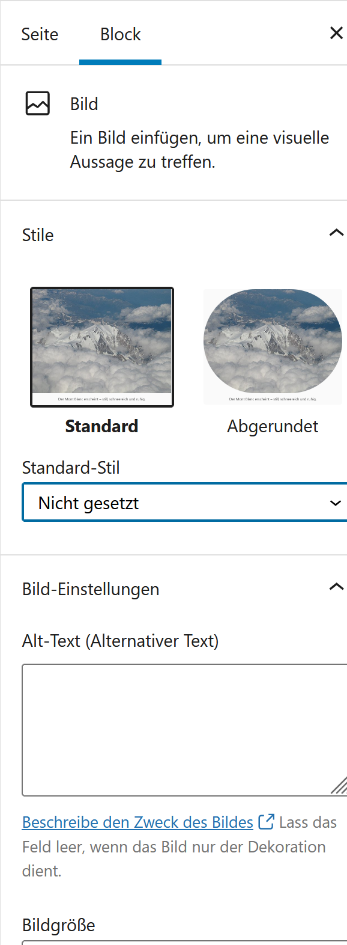 Seite
Block
Bild
Ein Bild einfügen, um eine visuelle
Aussage zu treffen.
Stile
Standard
Abgerundet
Standard-Stil
Nicht gesetzt
Bild-Einstellungen
Alt-Text (Alternativer Text)
Beschreibe den Zweck des Bildes Lass das
Feld leer, wenn das Bild nur der Dekoration
dient.
Bildgröße